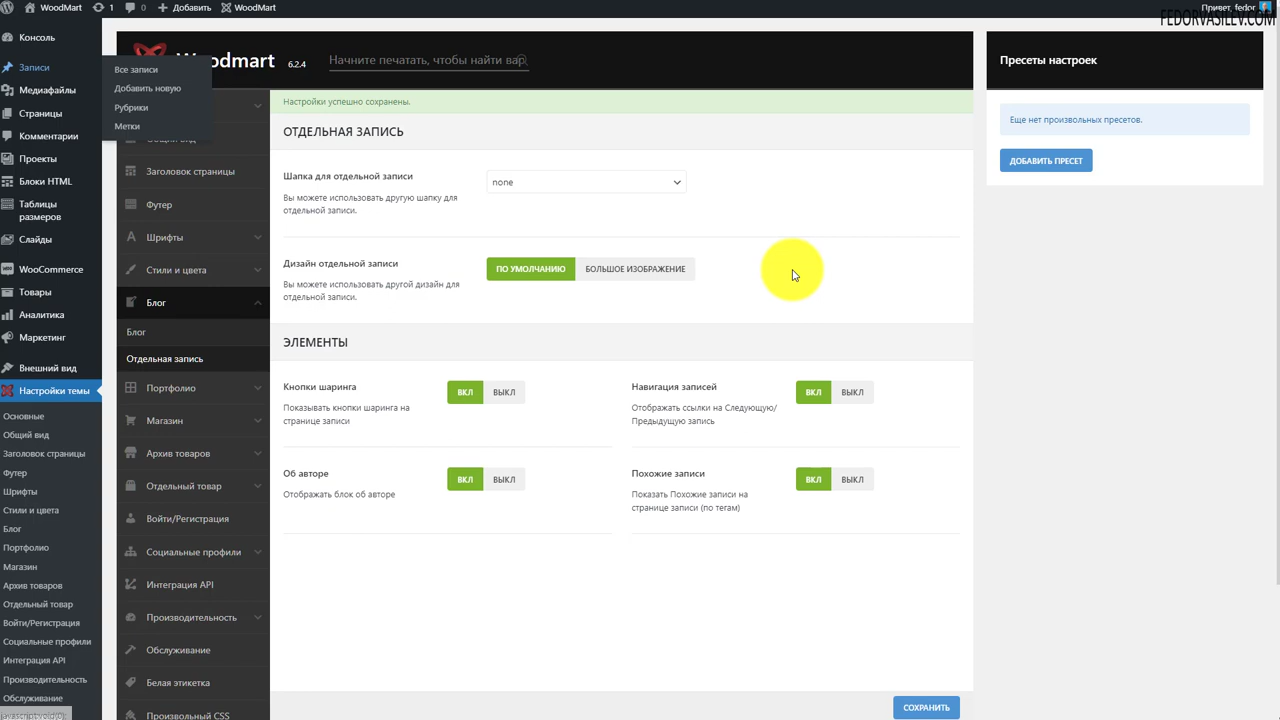 WooMart
1
0
Добавить
WoodMart
Привет, fedor
FEDORVASILEV.COM
Консоль
Записи
Медиафайлы
Страницы
Комментарии
Проекты
Блоки HTML
Таблицы
размеров
Слайды
WooCommerce
Товары
Аналитика
Маркетинг
Внешний вид
Настройки темы
Основные
Общий вид
Заголовок страницы
Футер
Шрифты
Стили и цвета
Блог
Портфолио
Магазин
Архив товаров
Отдельный товар
Войти/Регистрация
Социальные профили
Интеграция API
Производительность
Обслуживание
javascript:void(0);
Все записи
Добавить новую
Рубрики
Метки
Заголовок страницы
Футер
Шрифты
Стили и цвета
Блог
Блог
Отдельная запись
Портфолио
Магазин
Архив товаров
Отдельный товар
Войти/Регистрация
Социальные профили
Интеграция API
Производительность
Обслуживание
Белая этикетка
Произвольный CSS
6.2.4
Начните печатать, чтобы найти вар
Настройки успешно сохранены.
ОТДЕЛЬНАЯ ЗАПИСЬ
Шапка для отдельной записи
none
Вы можете использовать другую шапку для
отдельной записи.
Дизайн отдельной записи
ПО УМОЛЧАНИЮ БОЛЬШОЕ ИЗОБРАЖЕНИЕ
Вы можете использовать другой дизайн для
отдельной записи.
ЭЛЕМЕНТЫ
Кнопки шаринга
ВКЛ ВЫКЛ
Показывать кнопки шаринга на
странице записи
Навигация записей
ВКЛ ВЫКЛ
Отображать ссылки на Следующую/
Предыдущую запись
Об авторе
ВКЛ ВЫКЛ
Отображать блок об авторе
Похожие записи
ВКЛ ВЫКЛ
Показать Похожие записи на
странице записи (по тегам)
СОХРАНИТЬ
Пресеты настроек
Еще нет произвольных пресетов.
ДОБАВИТЬ ПРЕСЕТ